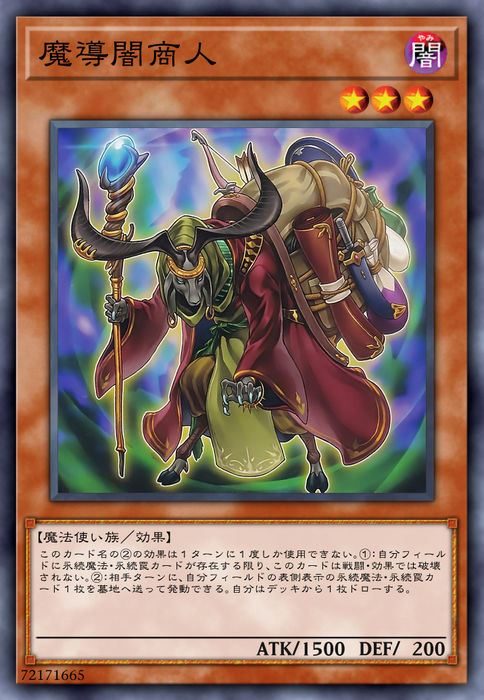 魔導闇商人
やみ
闇
【魔法使い族／効果】
このカード名の②の効果は１ターンに１度しか使用できない。①：自分フィール
ドに永続魔法・永続罠カードが存在する限り、このカードは戦闘・効果では破壊
されない。②：相手ターンに、自分フィールドの表側表示の永続魔法・永続罠カ
ード１枚を墓地へ送って発動できる。自分はデッキから１枚ドローする。
ATK/1500 DEF/ 200
72171665